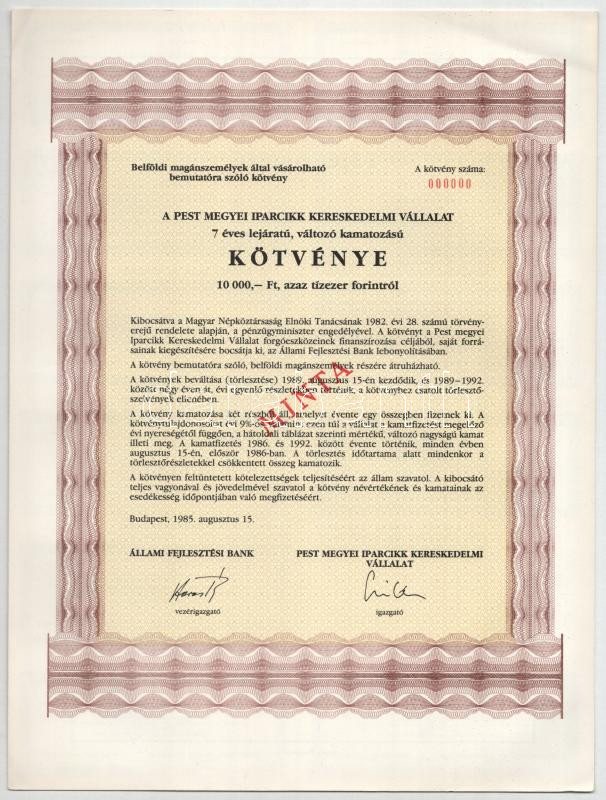 Belföldi magánszemélyek által vásárolható
bemutatóra szóló kötvény
A kötvény száma:
000000
A PEST MEGYEI IPARCIKK KERESKEDELMI VÁLLALAT
7 éves lejáratú, változó kamatozású
KÖTVÉNYE
10 000,– Ft, azaz tízezer forintról
Kibocsátva a Magyar Népköztársaság Elnöki Tanácsának 1982. évi 28. számú törvény-
erejű rendelete alapján, a pénzügyminiszter engedélyével. A kötvényt a Pest megyei
Iparcikk Kereskedelmi Vállalat forgóeszközeinek finanszírozása céljából, saját forrá-
sainak kiegészítésére bocsátja ki, az Állami Fejlesztési Bank lebonyolításában.
A kötvény bemutatóra szóló, belföldi magánszemélyek részére átruházható.
A kötvények beváltása (törlesztése) 1989. augusztus 15-én kezdődik, és 1989–1992.
között négy éven át, évi egyenlő részletekben történik, a kötvényhez csatolt törlesztő-
szelvények ellenében.
A kötvény kamatozása két részből áll, amelyet évente egy összegben fizetnek ki. A
kötvénytulajdonosokat évi 9%-os kamat, ezen túl a vállalat a kamatfizetést megelőző
évi nyereségétől függően, a hátoldali táblázat szerinti mértékű, változó nagyságú kamat
illeti meg. A kamatfizetés 1986. és 1992. között évente történik, minden évben
augusztus 15-én, először 1986-ban. A törlesztés időtartama alatt mindenkor a
törlesztőrészletekkel csökkentett összeg kamatozik.
A kötvényen feltüntetett kötelezettségek teljesítéséért az állam szavatol. A kibocsátó
teljes vagyonával és jövedelmével szavatol a kötvény névértékének és kamatainak az
esedékesség időpontjában való megfizetéséért.
MINTA
Budapest, 1985. augusztus 15.
ÁLLAMI FEJLESZTÉSI BANK
vezérigazgató
PEST MEGYEI IPARCIKK KERESKEDELMI
VÁLLALAT
igazgató